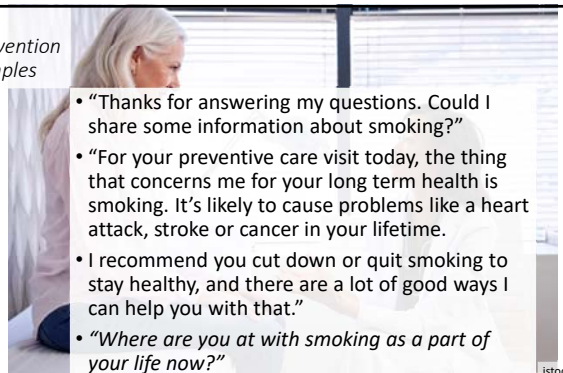 vention
ples
• “Thanks for answering my questions. Could I
share some information about smoking?”
• “For your preventive care visit today, the thing
that concerns me for your long term health is
smoking. It’s likely to cause problems like a heart
attack, stroke or cancer in your lifetime.
• I recommend you cut down or quit smoking to
stay healthy, and there are a lot of good ways I
can help you with that.”
• “Where are you at with smoking as a part of
your life now?”
istoc